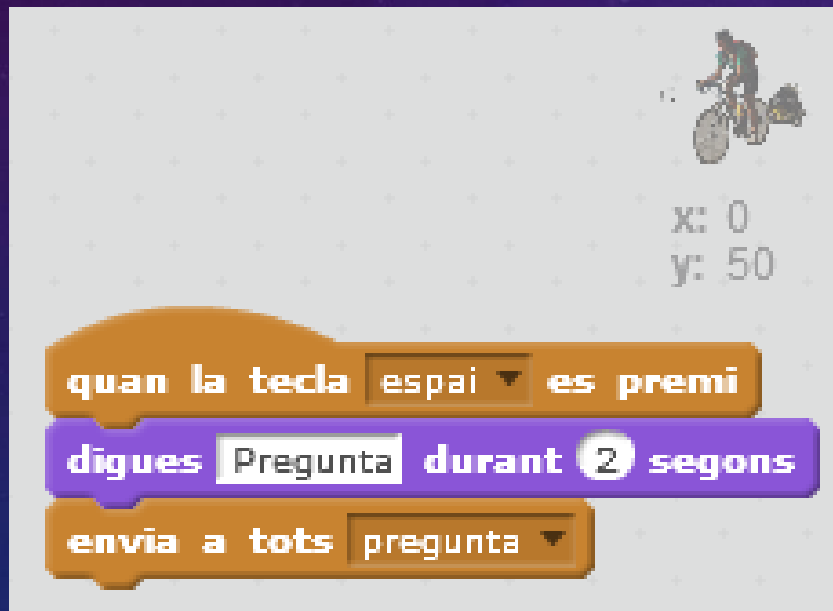 x: 0
y: 50
quan la tecla espai es premi
digues Pregunta durant 2 segons
envia a tots pregunta